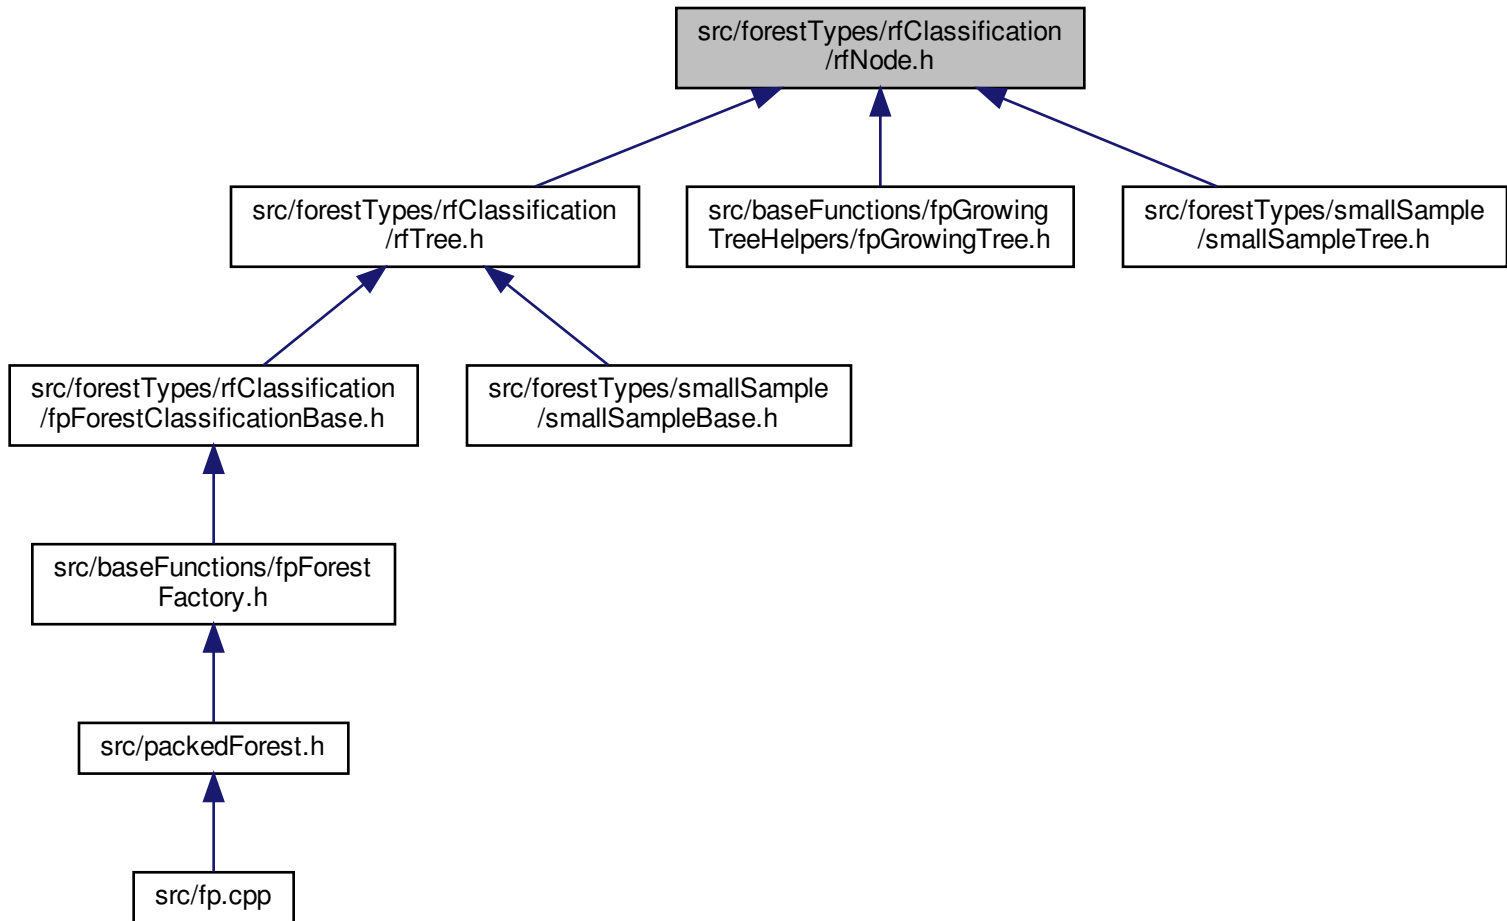 src/forestTypes/rfClassification
/rfNode.h
src/forestTypes/rfClassification
/rfTree.h
src/baseFunctions/fpGrowing
TreeHelpers/fpGrowingTree.h
src/forestTypes/smallSample
/smallSampleTree.h
src/forestTypes/rfClassification
/fpForestClassificationBase.h
src/forestTypes/smallSample
/smallSampleBase.h
src/baseFunctions/fpForest
Factory.h
src/packedForest.h
src/fp.cpp